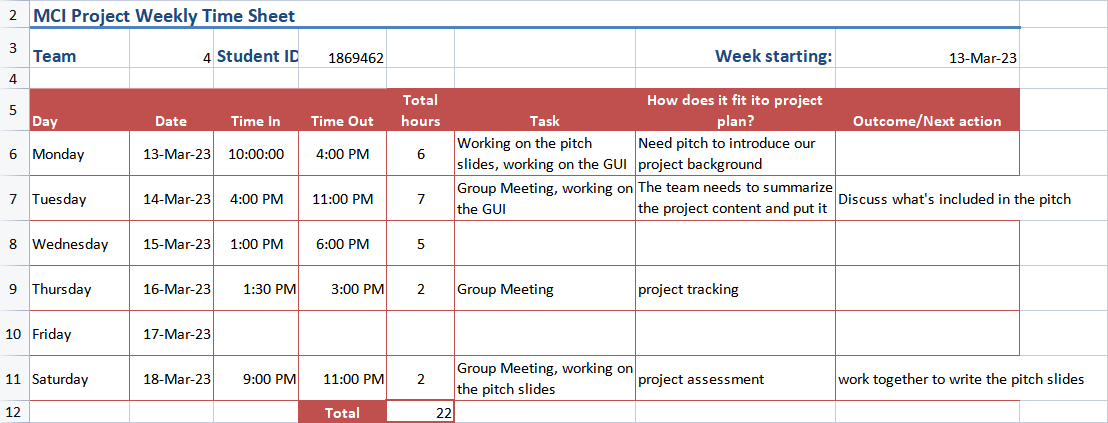 2 MCI Project Weekly Time Sheet
3 Team 4 Student ID 1869462 Week starting: 13-Mar-23
4
5 Day Date Time In Time Out Total hours Task How does it fit ito project plan? Outcome/Next action
6 Monday 13-Mar-23 10:00:00 4:00 PM 6 Working on the pitch slides, working on the GUI Need pitch to introduce our project background
7 Tuesday 14-Mar-23 4:00 PM 11:00 PM 7 Group Meeting, working on the GUI The team needs to summarize the project content and put it Discuss what's included in the pitch
8 Wednesday 15-Mar-23 1:00 PM 6:00 PM 5
9 Thursday 16-Mar-23 1:30 PM 3:00 PM 2 Group Meeting project tracking
10 Friday 17-Mar-23
11 Saturday 18-Mar-23 9:00 PM 11:00 PM 2 Group Meeting, working on the pitch slides project assessment work together to write the pitch slides
12 Total 22